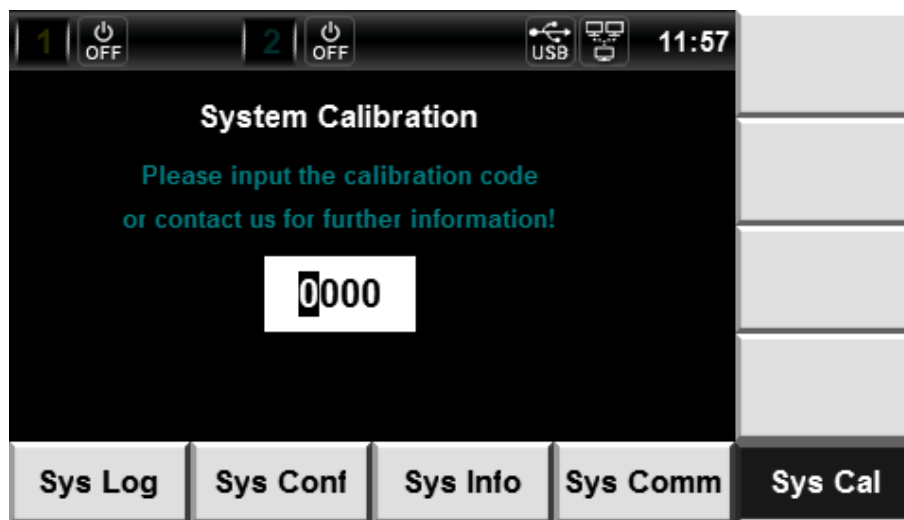 1 OFF 2 OFF USB 11:57
System Calibration
Please input the calibration code
or contact us for further information!
0000
Sys Log Sys Conf Sys Info Sys Comm Sys Cal